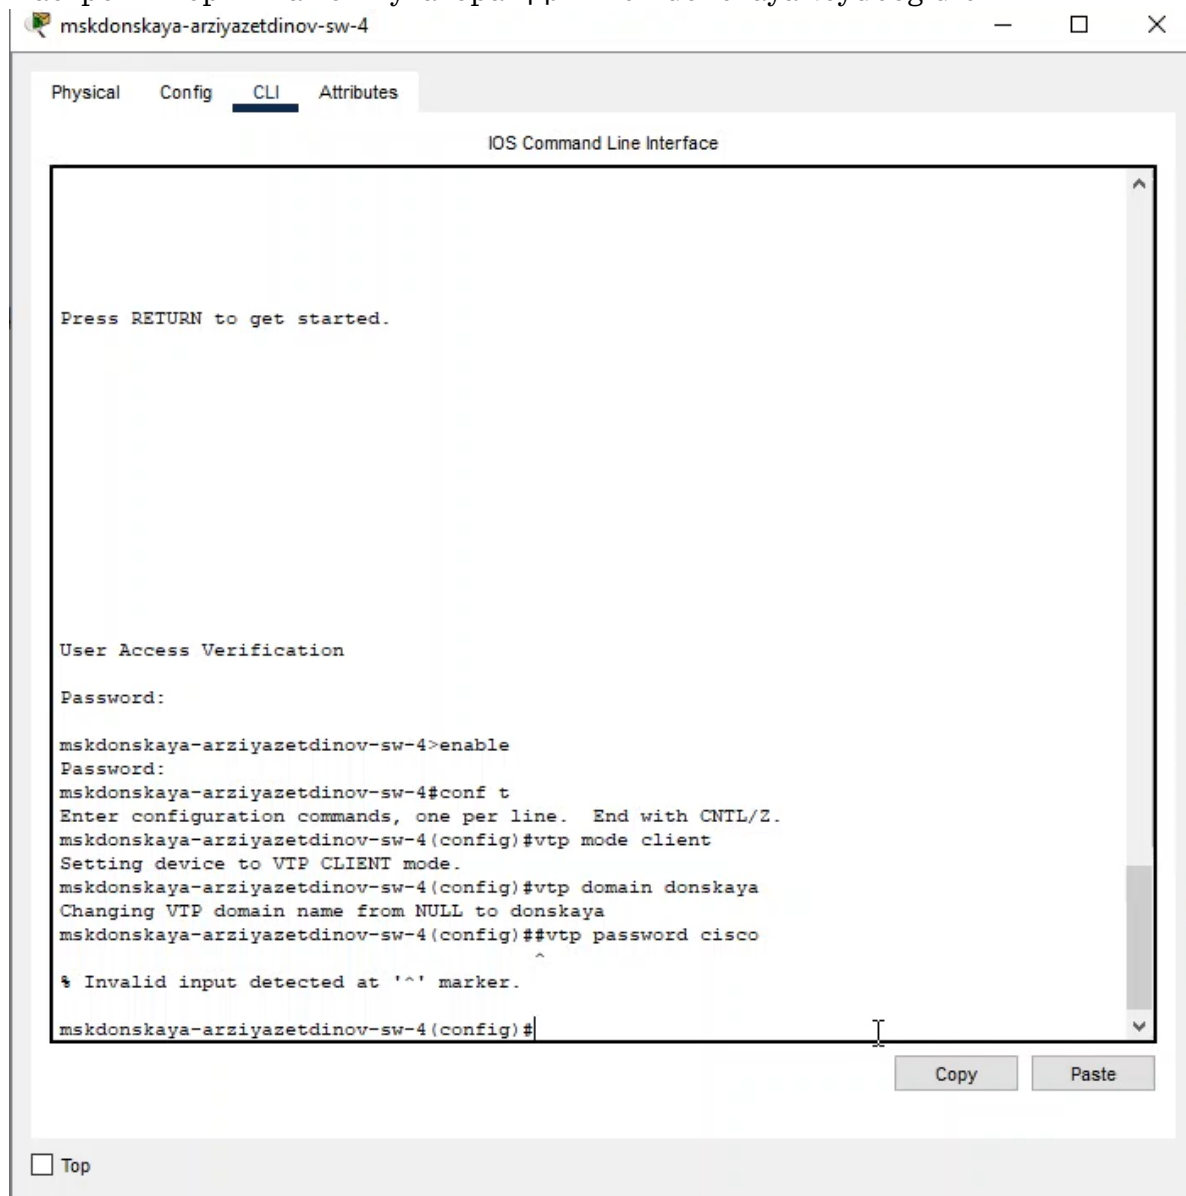 mskdonskaya-arziyazetdinov-sw-4
Physical Config CLI Attributes
IOS Command Line Interface
Press RETURN to get started.
User Access Verification
Password:
mskdonskaya-arziyazetdinov-sw-4>enable
Password:
mskdonskaya-arziyazetdinov-sw-4#conf t
Enter configuration commands, one per line.  End with CNTL/Z.
mskdonskaya-arziyazetdinov-sw-4(config)#vtp mode client
Setting device to VTP CLIENT mode.
mskdonskaya-arziyazetdinov-sw-4(config)#vtp domain donskaya
Changing VTP domain name from NULL to donskaya
mskdonskaya-arziyazetdinov-sw-4(config)##vtp password cisco
^
% Invalid input detected at '^' marker.
mskdonskaya-arziyazetdinov-sw-4(config)#
Copy Paste
Top